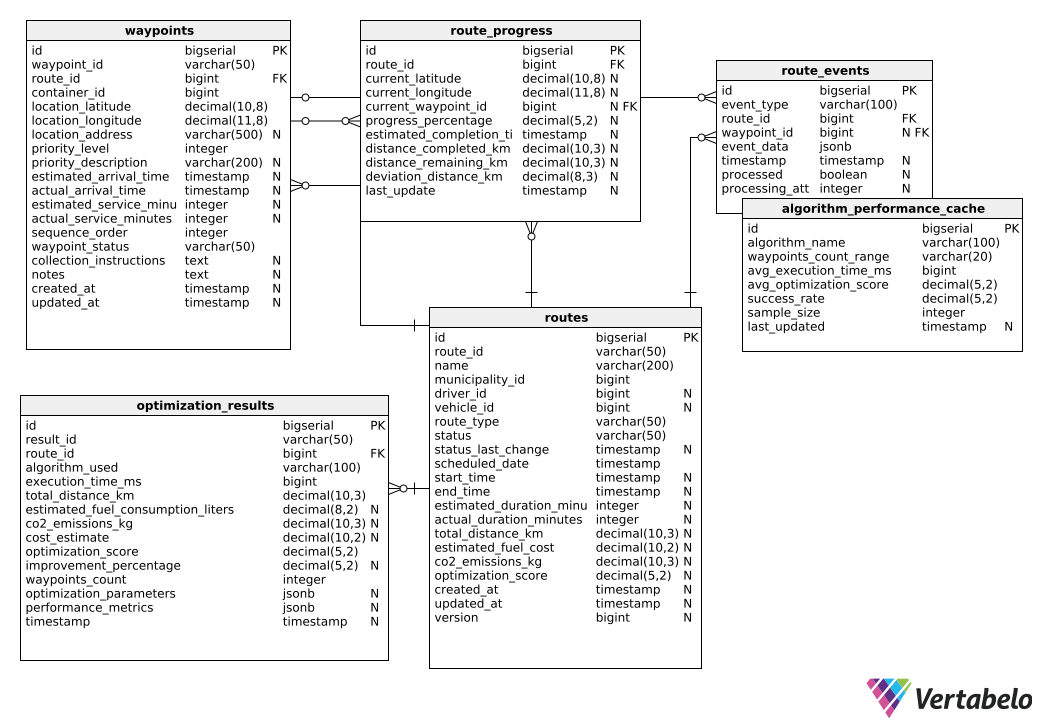 waypoints
id bigserial PK
waypoint_id varchar(50)
route_id bigint FK
container_id bigint
location_latitude decimal(10,8)
location_longitude decimal(11,8)
location_address varchar(500) N
priority_level integer
priority_description varchar(200) N
estimated_arrival_time timestamp N
actual_arrival_time timestamp N
estimated_service_minu integer N
actual_service_minutes integer N
sequence_order integer
waypoint_status varchar(50)
collection_instructions text N
notes text N
created_at timestamp N
updated_at timestamp N
route_progress
id bigserial PK
route_id bigint FK
current_latitude decimal(10,8) N
current_longitude decimal(11,8) N
current_waypoint_id bigint N FK
progress_percentage decimal(5,2) N
estimated_completion_ti timestamp N
distance_completed_km decimal(10,3) N
distance_remaining_km decimal(10,3) N
deviation_distance_km decimal(8,3) N
last_update timestamp N
route_events
id bigserial PK
event_type varchar(100)
route_id bigint FK
waypoint_id bigint N FK
event_data jsonb
timestamp timestamp N
processed boolean N
processing_att integer N
algorithm_performance_cache
id bigserial PK
algorithm_name varchar(100)
waypoints_count_range varchar(20)
avg_execution_time_ms bigint
avg_optimization_score decimal(5,2)
success_rate decimal(5,2)
sample_size integer
last_updated timestamp N
routes
id bigserial PK
route_id varchar(50)
name varchar(200)
municipality_id bigint
driver_id bigint N
vehicle_id bigint N
route_type varchar(50)
status varchar(50)
status_last_change timestamp N
scheduled_date timestamp
start_time timestamp N
end_time timestamp N
estimated_duration_minu integer N
actual_duration_minutes integer N
total_distance_km decimal(10,3) N
estimated_fuel_cost decimal(10,2) N
co2_emissions_kg decimal(10,3) N
optimization_score decimal(5,2) N
created_at timestamp N
updated_at timestamp N
version bigint N
optimization_results
id bigserial PK
result_id varchar(50)
route_id bigint FK
algorithm_used varchar(100)
execution_time_ms bigint
total_distance_km decimal(10,3)
estimated_fuel_consumption_liters decimal(8,2) N
co2_emissions_kg decimal(10,3) N
cost_estimate decimal(10,2) N
optimization_score decimal(5,2)
improvement_percentage decimal(5,2) N
waypoints_count integer
optimization_parameters jsonb N
performance_metrics jsonb N
timestamp timestamp N
Vertabelo